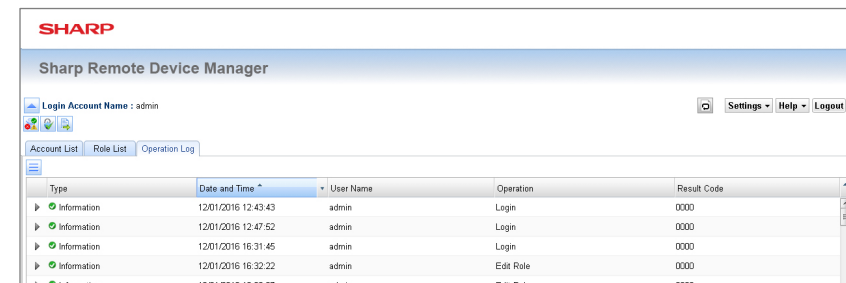 SHARP
Sharp Remote Device Manager
Login Account Name : admin
Settings Help Logout
Account List Role List Operation Log
Type Date and Time User Name Operation Result Code
Information 12/01/2016 12:43:43 admin Login 0000
Information 12/01/2016 12:47:52 admin Login 0000
Information 12/01/2016 16:31:45 admin Login 0000
Information 12/01/2016 16:32:22 admin Edit Role 0000